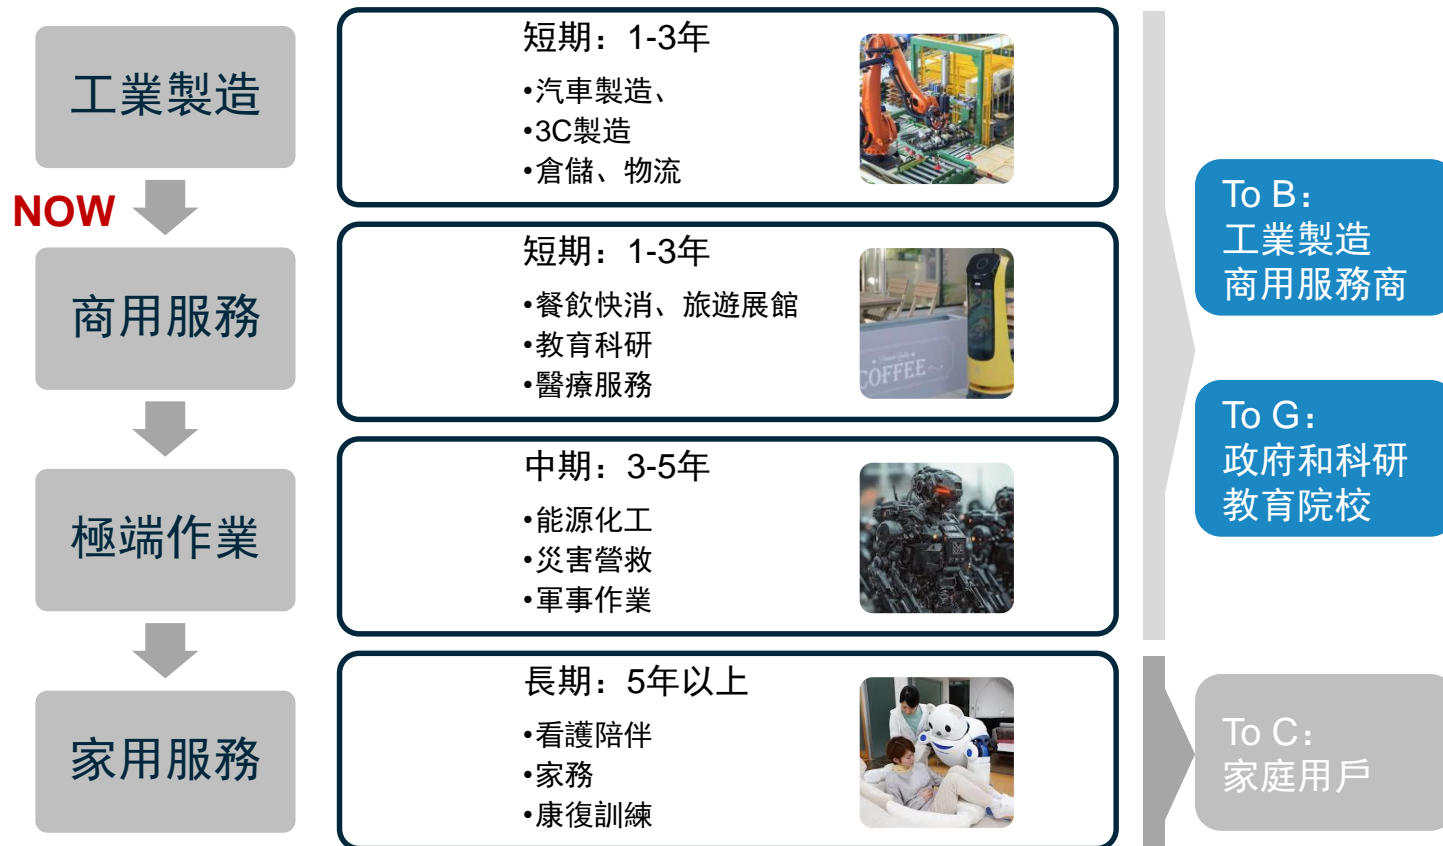 工業製造
短期：1-3年
•汽車製造、
•3C製造
•倉儲、物流
NOW
商用服務
短期：1-3年
•餐飲快消、旅遊展館
•教育科研
•醫療服務
COFFEE
極端作業
中期：3-5年
•能源化工
•災害營救
•軍事作業
家用服務
長期：5年以上
•看護陪伴
•家務
•康復訓練
To B：
工業製造
商用服務商
To G：
政府和科研
教育院校
To C：
家庭用戶